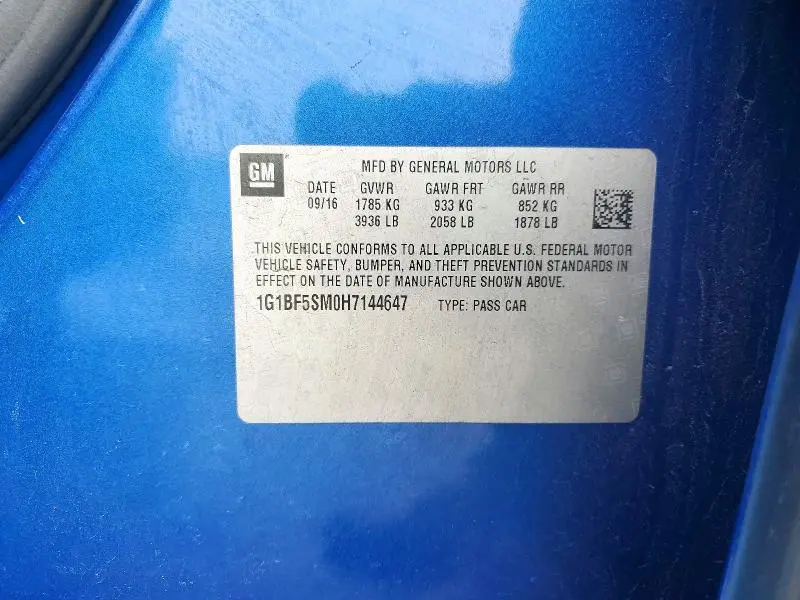 GM MFD BY GENERAL MOTORS LLC
DATE GVWR GAWR FRT GAWR RR
09/16 1785 KG 933 KG 852 KG
3936 LB 2058 LB 1878 LB
THIS VEHICLE CONFORMS TO ALL APPLICABLE U.S. FEDERAL MOTOR
VEHICLE SAFETY, BUMPER, AND THEFT PREVENTION STANDARDS IN
EFFECT ON THE DATE OF MANUFACTURE SHOWN ABOVE.
1G1BF5SM0H7144647 TYPE: PASS CAR